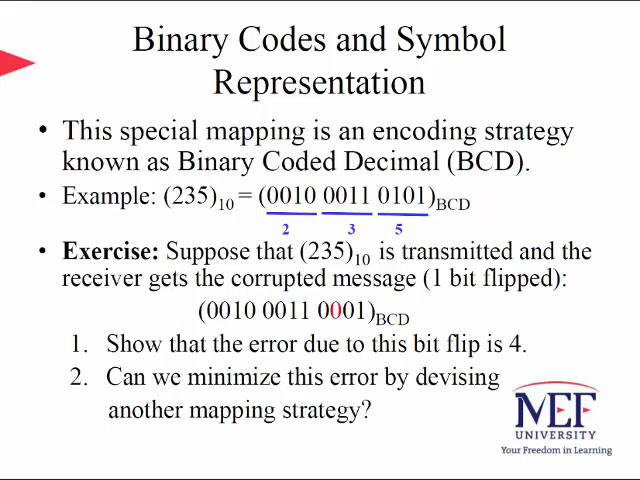 Binary Codes and Symbol
Representation
• This special mapping is an encoding strategy
known as Binary Coded Decimal (BCD).
• Example: (235)10 = (0010 0011 0101)BCD
2 3 5
• Exercise: Suppose that (235)10 is transmitted and the
receiver gets the corrupted message (1 bit flipped):
(0010 0011 0001)BCD
1. Show that the error due to this bit flip is 4.
2. Can we minimize this error by devising
another mapping strategy?
MEF
UNIVERSITY
Your Freedom in Learning